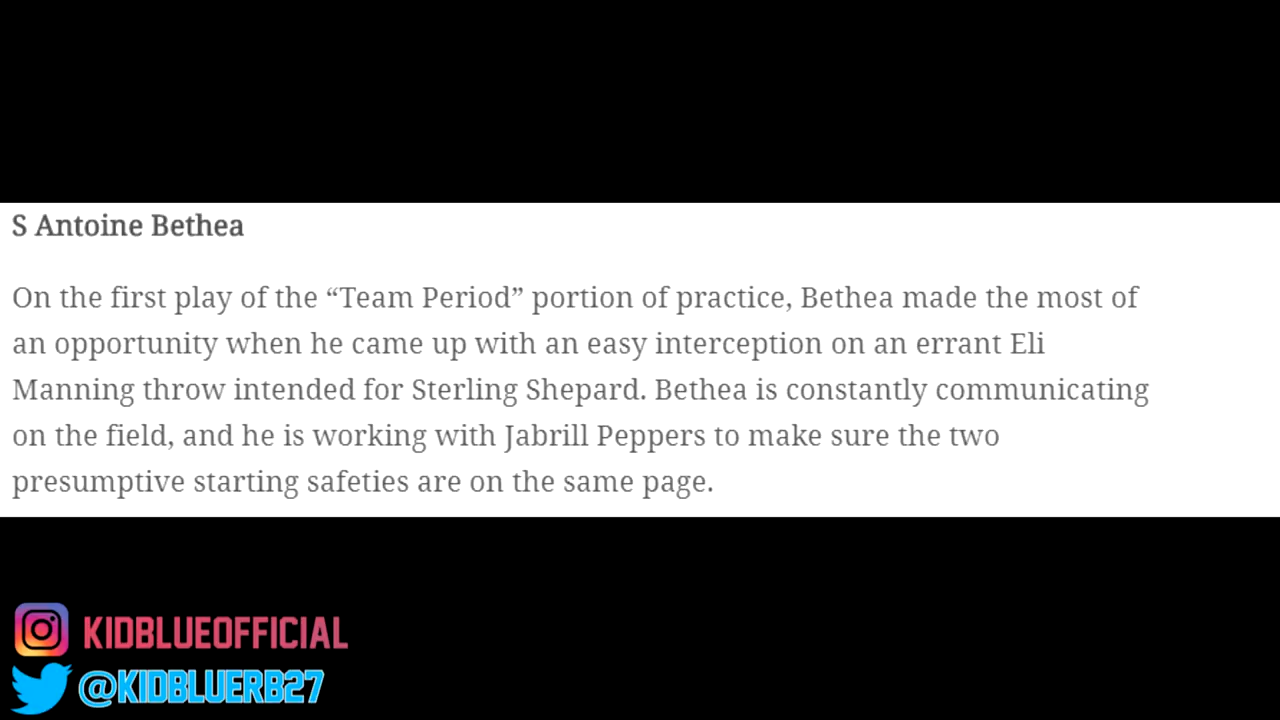 S Antoine Bethea
On the first play of the “Team Period” portion of practice, Bethea made the most of
an opportunity when he came up with an easy interception on an errant Eli
Manning throw intended for Sterling Shepard. Bethea is constantly communicating
on the field, and he is working with Jabrill Peppers to make sure the two
presumptive starting safeties are on the same page.
KIDBLUEOFFICIAL
@KIDBLUERB27